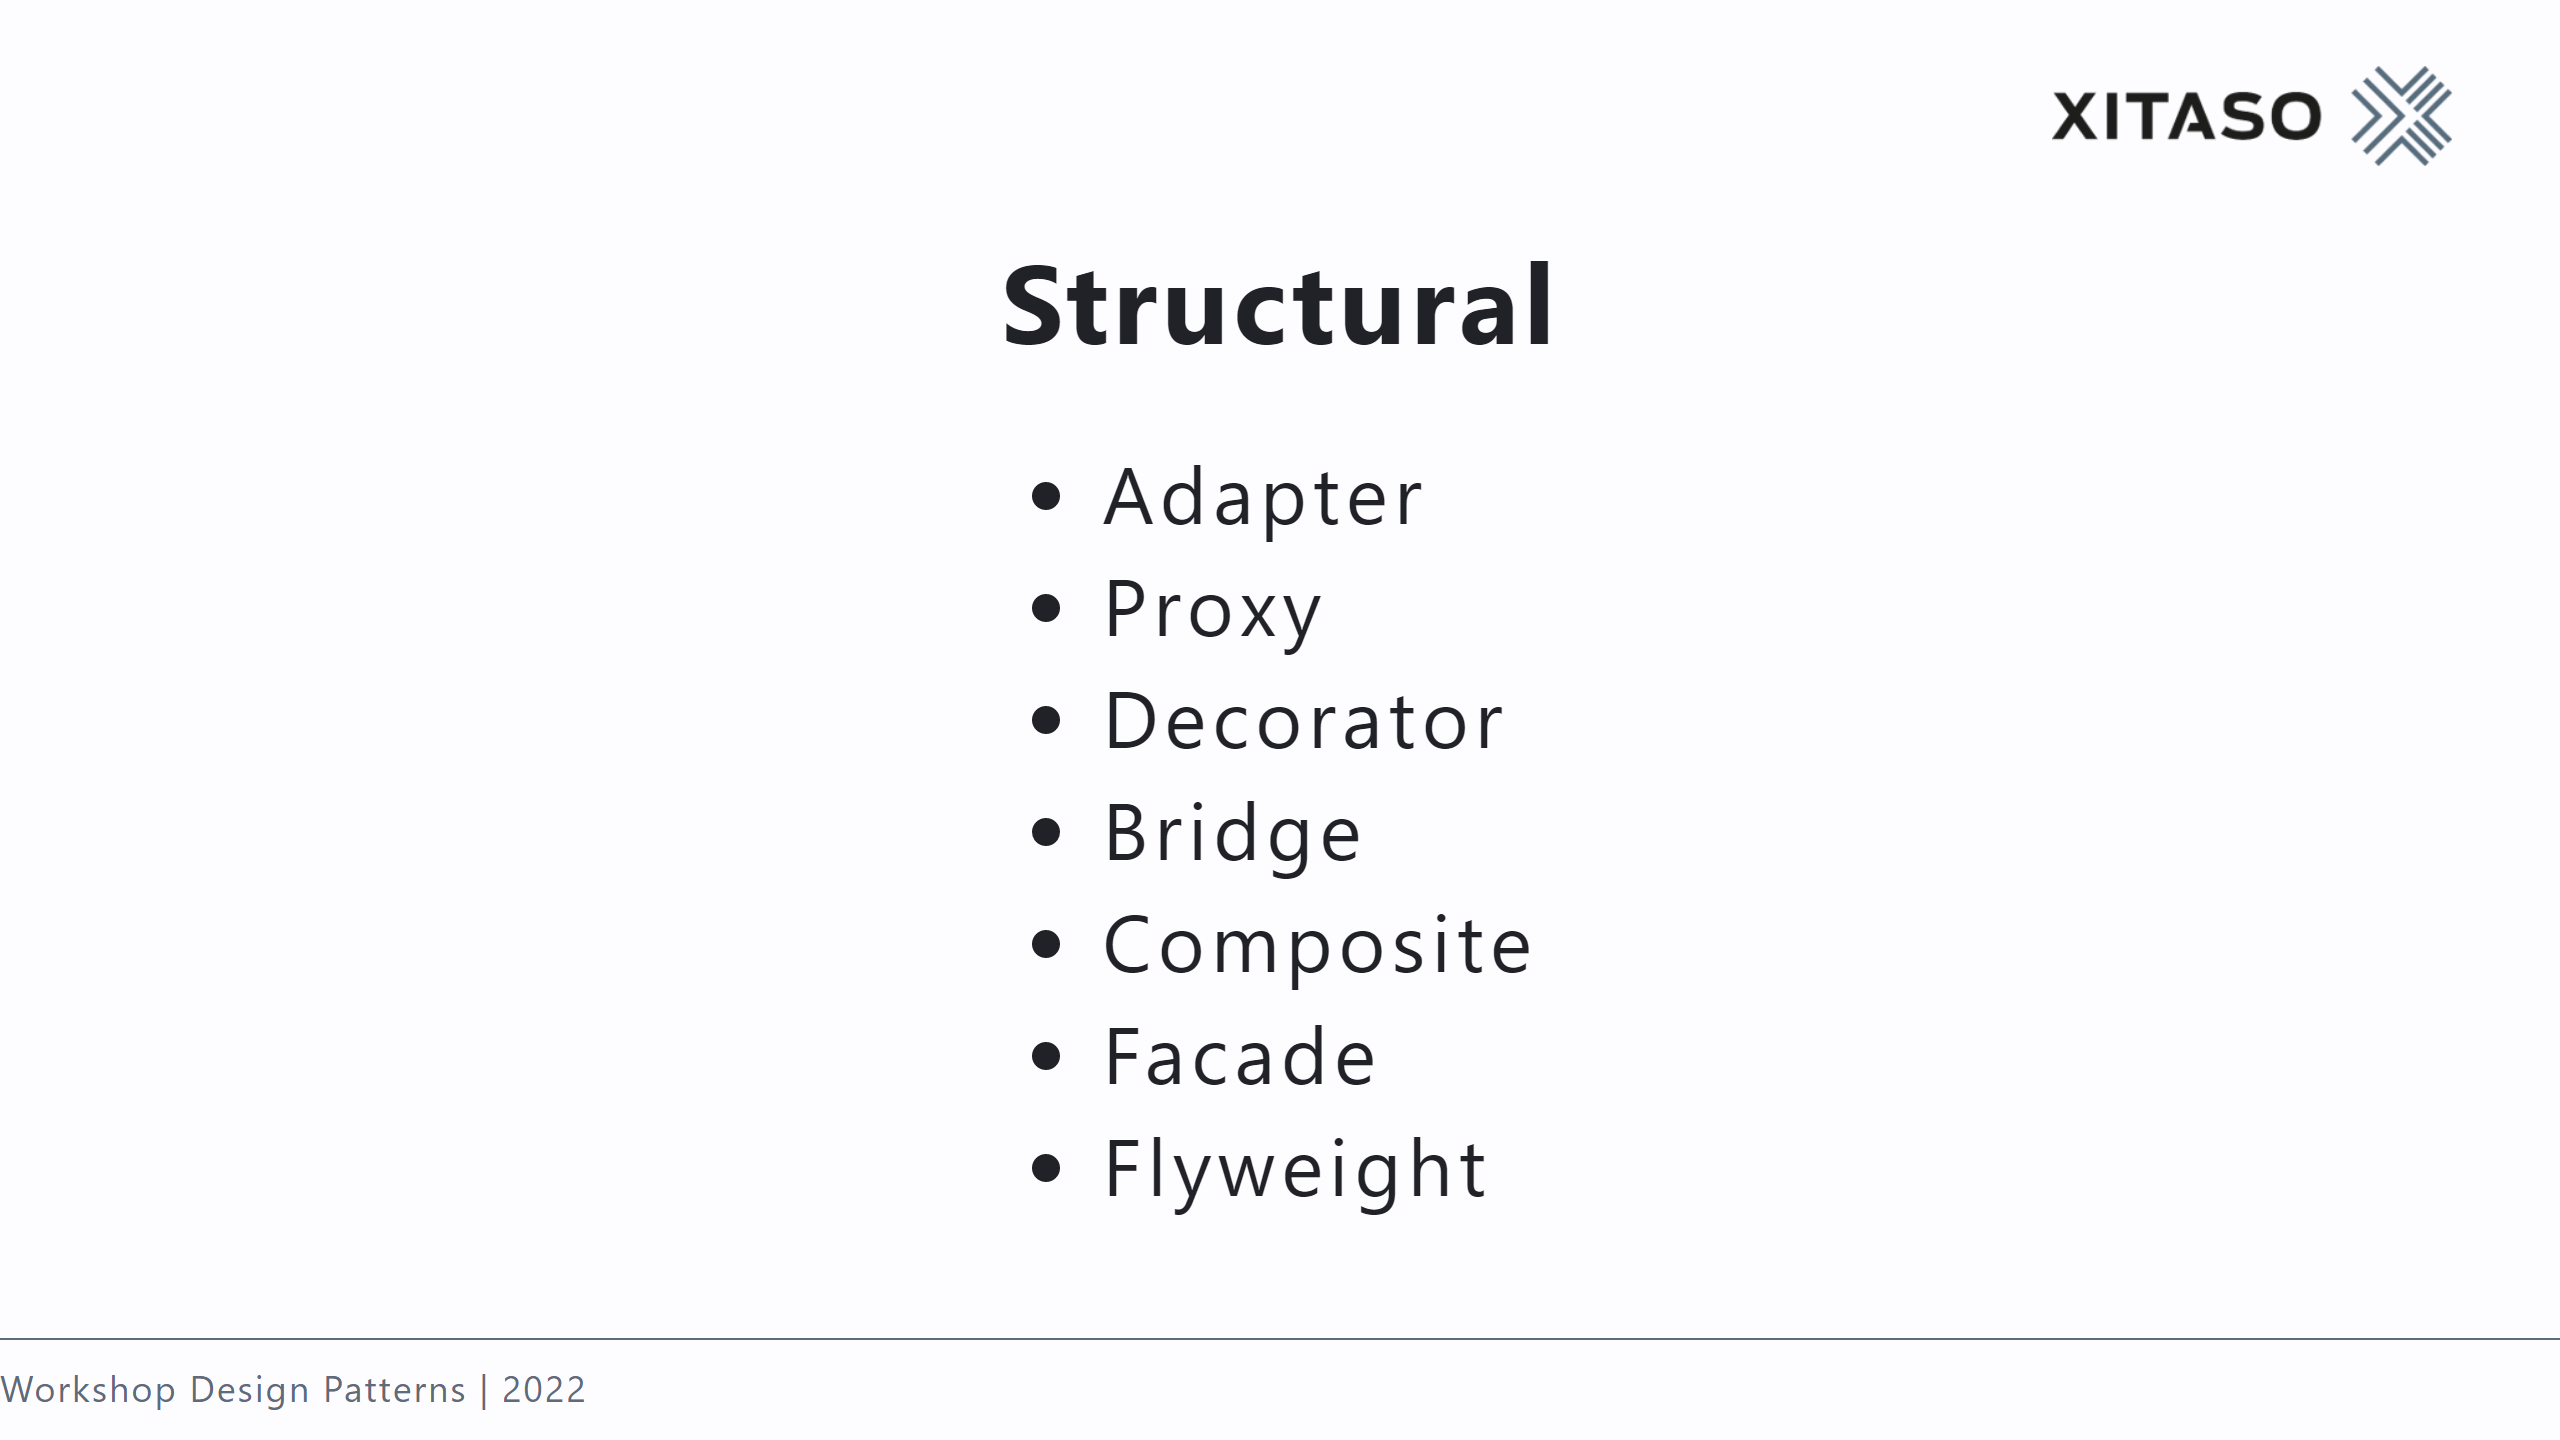 XITASO
Structural
• Adapter
• Proxy
• Decorator
• Bridge
• Composite
• Facade
• Flyweight
Workshop Design Patterns | 2022